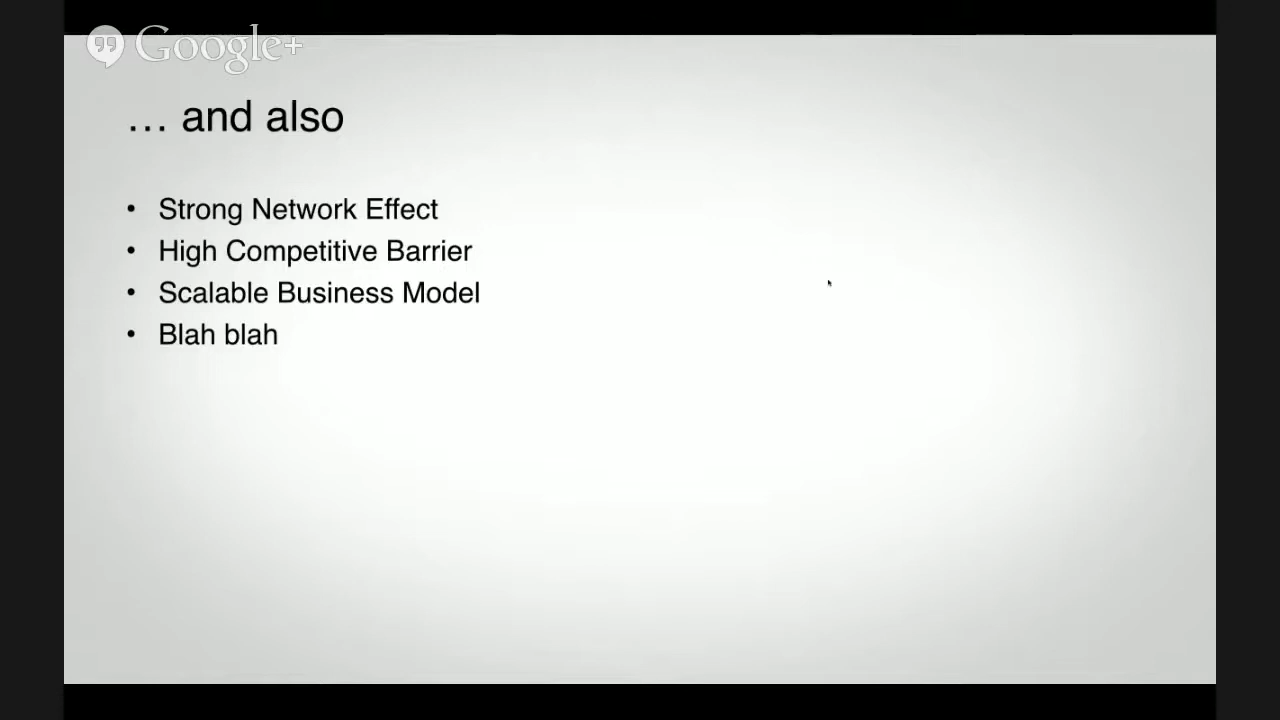 Google+
… and also
• Strong Network Effect
• High Competitive Barrier
• Scalable Business Model
• Blah blah